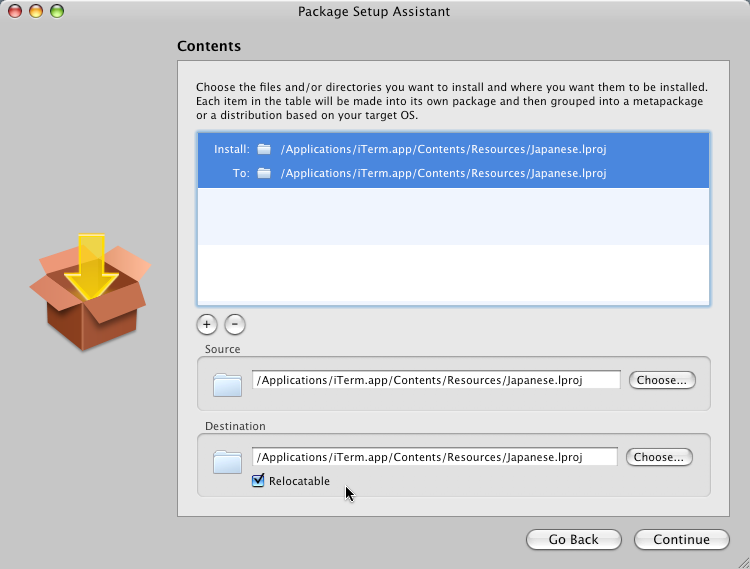 Package Setup Assistant
Contents
Choose the files and/or directories you want to install and where you want them to be installed.
Each item in the table will be made into its own package and then grouped into a metapackage
or a distribution based on your target OS.
Install: /Applications/iTerm.app/Contents/Resources/Japanese.lproj
To: /Applications/iTerm.app/Contents/Resources/Japanese.lproj
+ −
Source
/Applications/iTerm.app/Contents/Resources/Japanese.lproj Choose...
Destination
/Applications/iTerm.app/Contents/Resources/Japanese.lproj Choose...
Relocatable
Go Back Continue